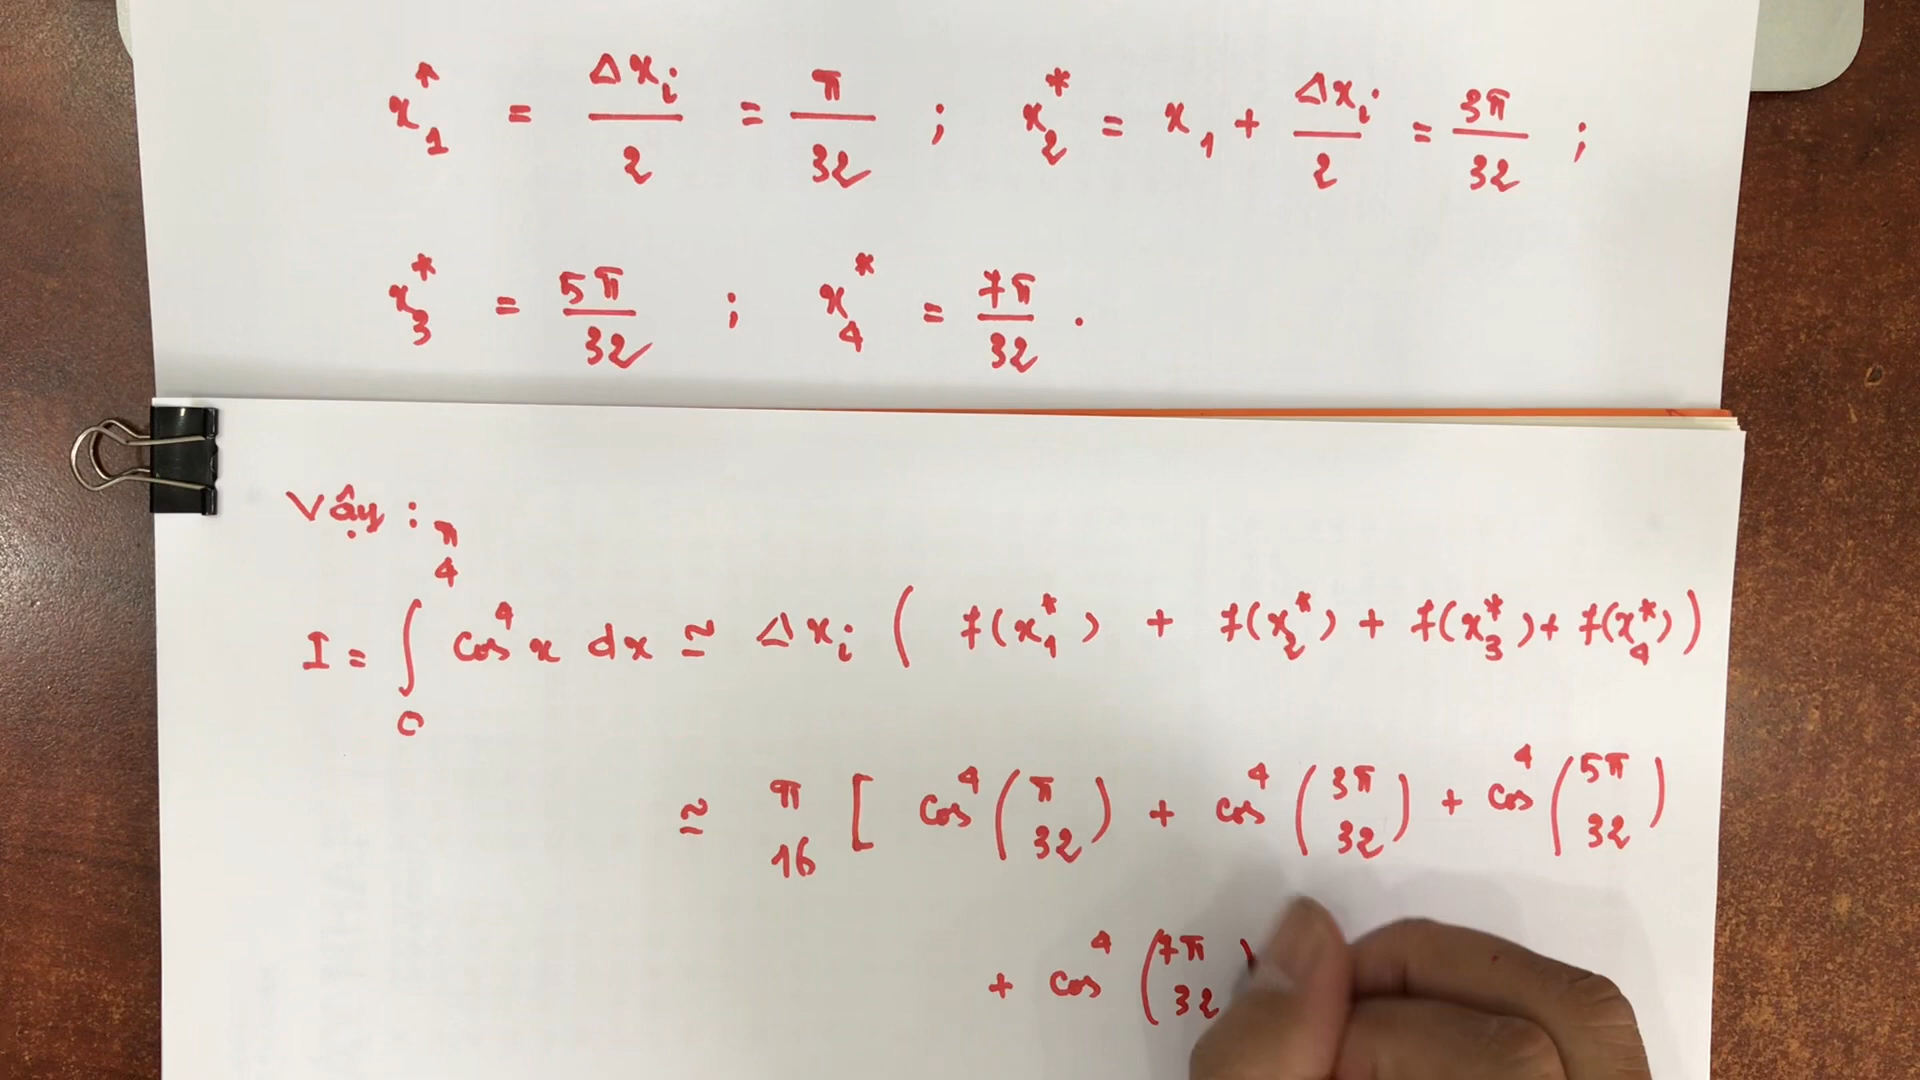 x₁* = Δxᵢ/2 = π/32 ; x₂* = x₁ + Δxᵢ/2 = 3π/32 ;
x₃* = 5π/32 ; x₄* = 7π/32 .
Vậy :
I = ∫₀^(π/4) cos⁴x dx ≃ Δxᵢ ( f(x₁*) + f(x₂*) + f(x₃*) + f(x₄*) )
≃ π/16 [ cos⁴(π/32) + cos⁴(3π/32) + cos⁴(5π/32)
+ cos⁴(7π/32)